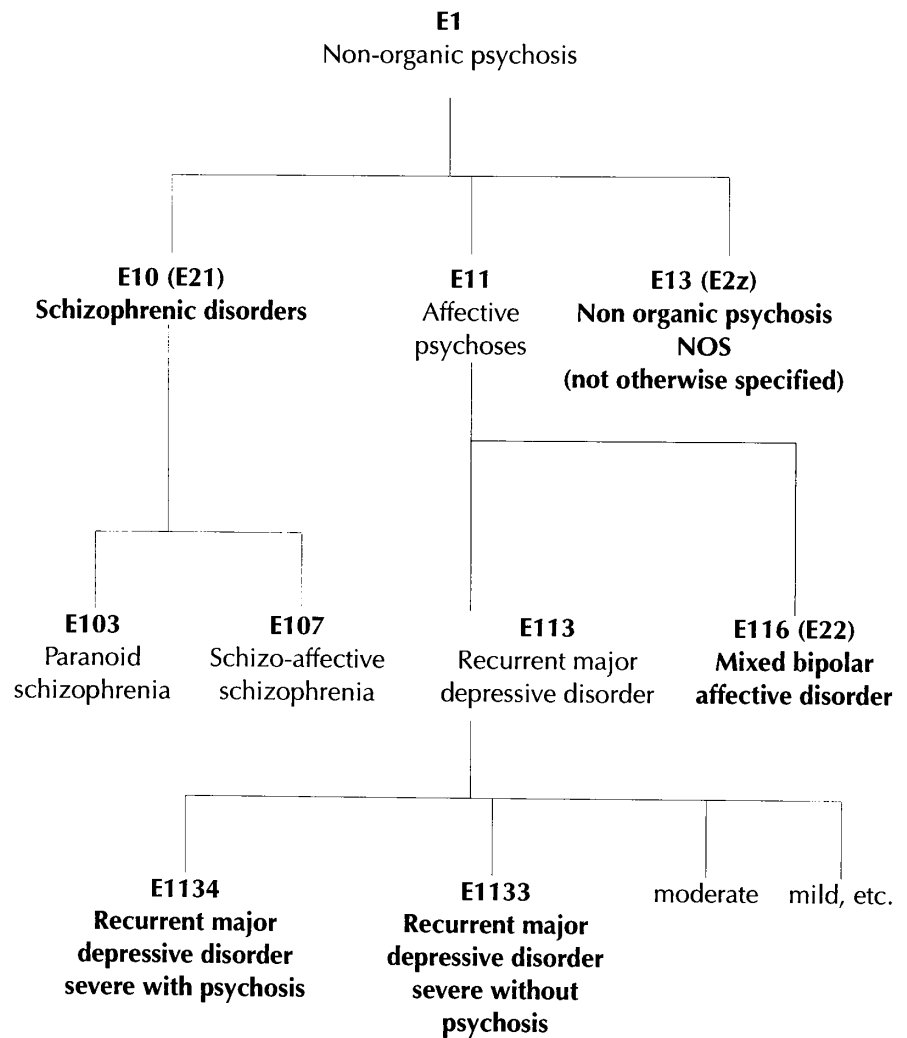 E1
Non-organic psychosis
E10 (E21)
Schizophrenic disorders
E11
Affective
psychoses
E13 (E2z)
Non organic psychosis
NOS
(not otherwise specified)
E103
Paranoid
schizophrenia
E107
Schizo-affective
schizophrenia
E113
Recurrent major
depressive disorder
E116 (E22)
Mixed bipolar
affective disorder
E1134
Recurrent major
depressive disorder
severe with psychosis
E1133
Recurrent major
depressive disorder
severe without
psychosis
moderate
mild, etc.